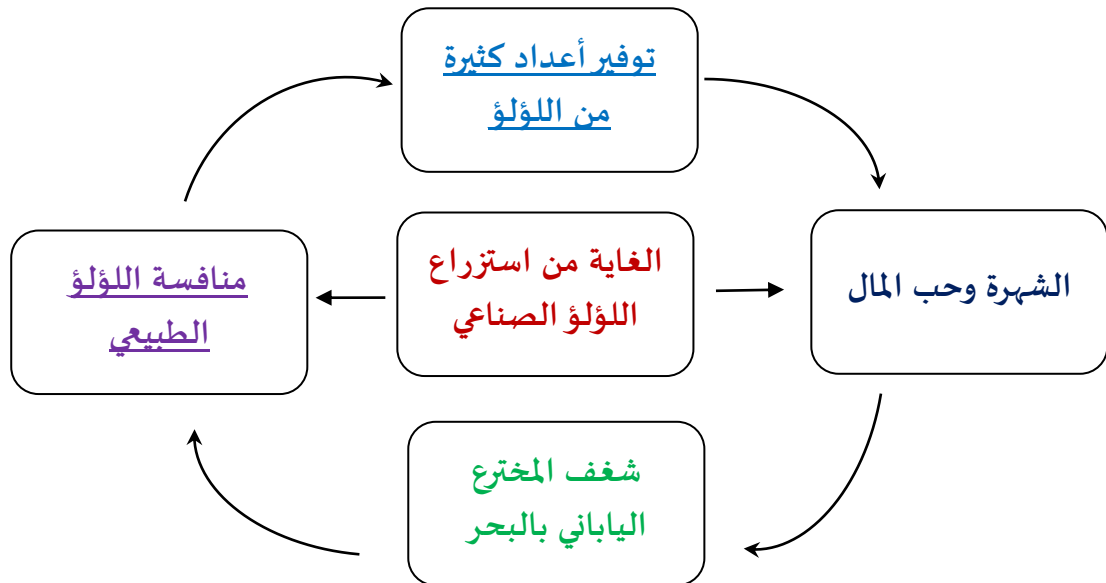 توفير أعداد كثيرة
من اللؤلؤ
الشهرة وحب المال
الغاية من استزراع
اللؤلؤ الصناعي
منافسة اللؤلؤ
الطبيعي
شغف المخترع
الياباني بالبحر